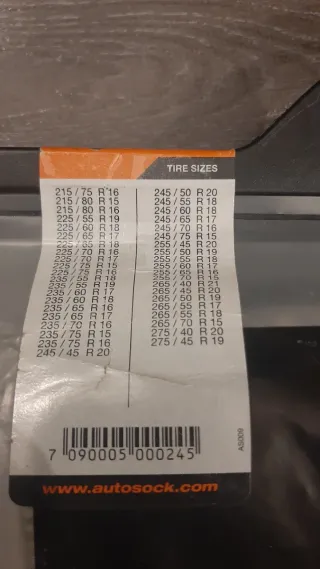 TIRE SIZES
215 / 75 R 16
215 / 80 R 15
215 / 80 R 16
225 / 55 R 19
225 / 60 R 18
225 / 65 R 17
225 / 65 R 18
225 / 70 R 16
225 / 70 R 17
225 / 75 R 15
225 / 75 R 16
235 / 55 R 18
235 / 55 R 19
235 / 60 R 17
235 / 60 R 18
235 / 65 R 16
235 / 65 R 17
235 / 70 R 16
235 / 75 R 15
235 / 75 R 16
245 / 45 R 20
245 / 50 R 20
245 / 55 R 18
245 / 60 R 18
245 / 65 R 17
245 / 70 R 16
245 / 75 R 15
255 / 45 R 20
255 / 50 R 19
255 / 55 R 18
265 / 40 R 21
265 / 45 R 20
265 / 50 R 19
265 / 55 R 17
265 / 55 R 18
265 / 70 R 15
275 / 40 R 20
275 / 45 R 19
7 090005 000245
AS009
www.autosock.com